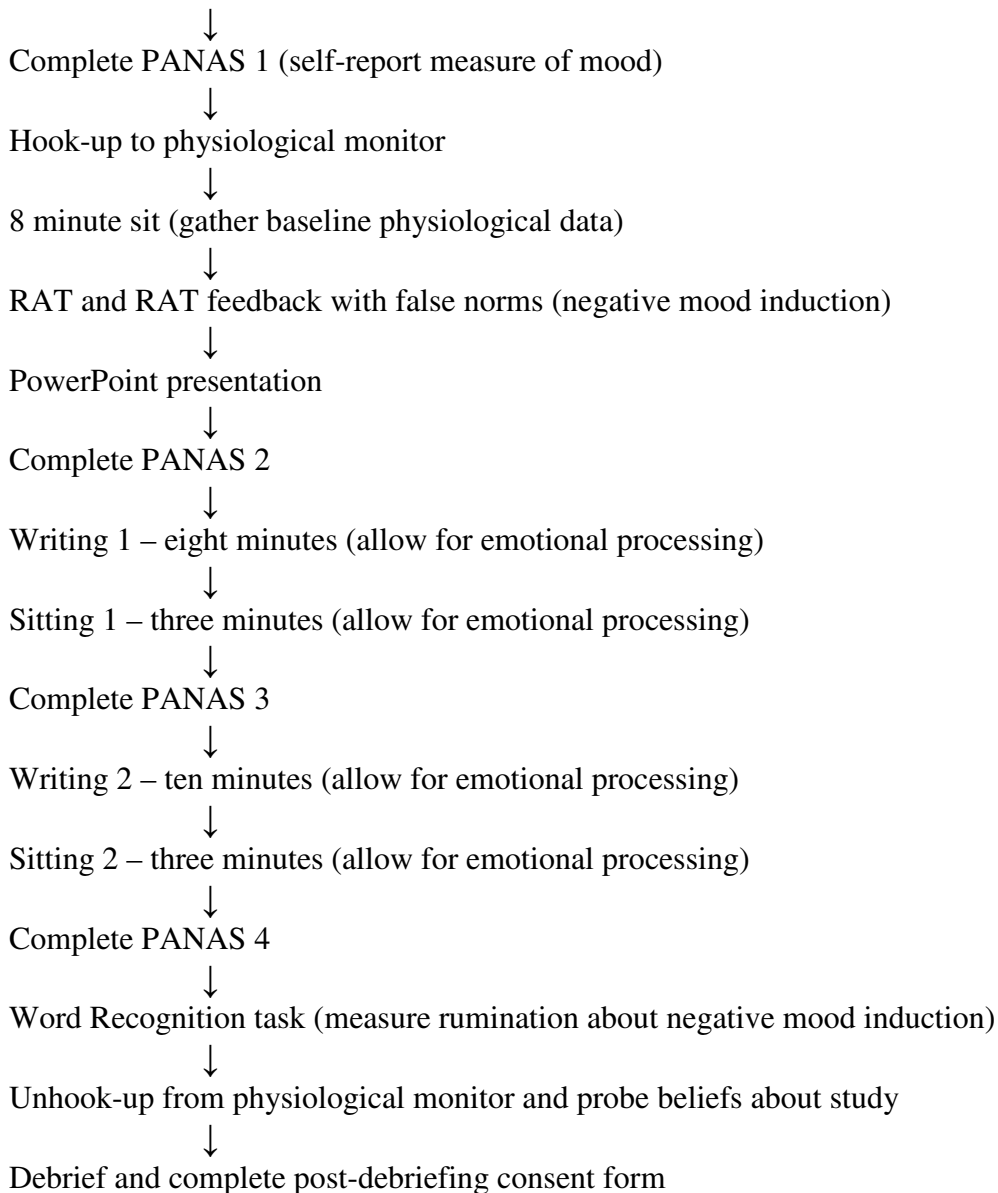 ↓
Complete PANAS 1 (self-report measure of mood)
↓
Hook-up to physiological monitor
↓
8 minute sit (gather baseline physiological data)
↓
RAT and RAT feedback with false norms (negative mood induction)
↓
PowerPoint presentation
↓
Complete PANAS 2
↓
Writing 1 – eight minutes (allow for emotional processing)
↓
Sitting 1 – three minutes (allow for emotional processing)
↓
Complete PANAS 3
↓
Writing 2 – ten minutes (allow for emotional processing)
↓
Sitting 2 – three minutes (allow for emotional processing)
↓
Complete PANAS 4
↓
Word Recognition task (measure rumination about negative mood induction)
↓
Unhook-up from physiological monitor and probe beliefs about study
↓
Debrief and complete post-debriefing consent form